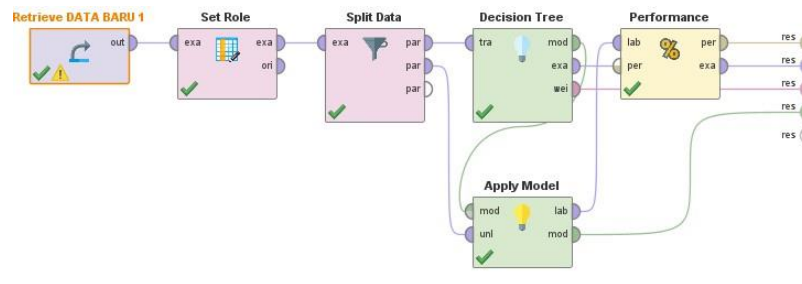 Retrieve DATA BARU 1
out
Set Role
exa
exa
ori
Split Data
exa
par
par
par
Decision Tree
tra
mod
exa
wei
Performance
%
lab
per
per
exa
res
res
res
res
res
Apply Model
mod
lab
unl
mod